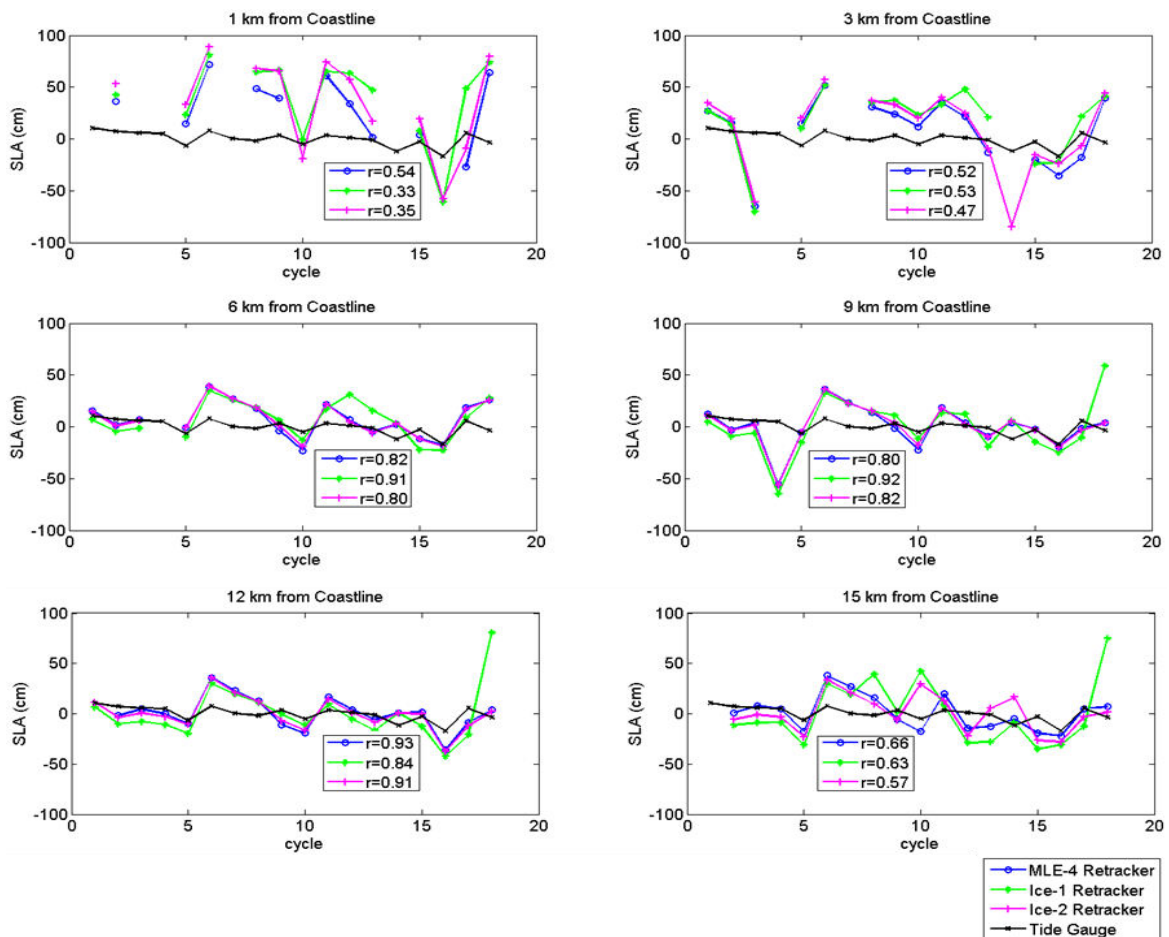 1 km from Coastline
100
50
0
-50
-100
SLA (cm)
0 5 10 15 20
cycle
r=0.54
r=0.33
r=0.35
3 km from Coastline
100
50
0
-50
-100
SLA (cm)
0 5 10 15 20
cycle
r=0.52
r=0.53
r=0.47
6 km from Coastline
100
0
-100
SLA (cm)
0 5 10 15 20
cycle
r=0.82
r=0.91
r=0.80
9 km from Coastline
100
0
-100
SLA (cm)
0 5 10 15 20
cycle
r=0.80
r=0.92
r=0.82
12 km from Coastline
100
50
0
-50
-100
SLA (cm)
0 5 10 15 20
cycle
r=0.93
r=0.84
r=0.91
15 km from Coastline
100
50
0
-50
-100
SLA (cm)
0 5 10 15 20
cycle
r=0.66
r=0.63
r=0.57
MLE-4 Retracker
Ice-1 Retracker
Ice-2 Retracker
Tide Gauge